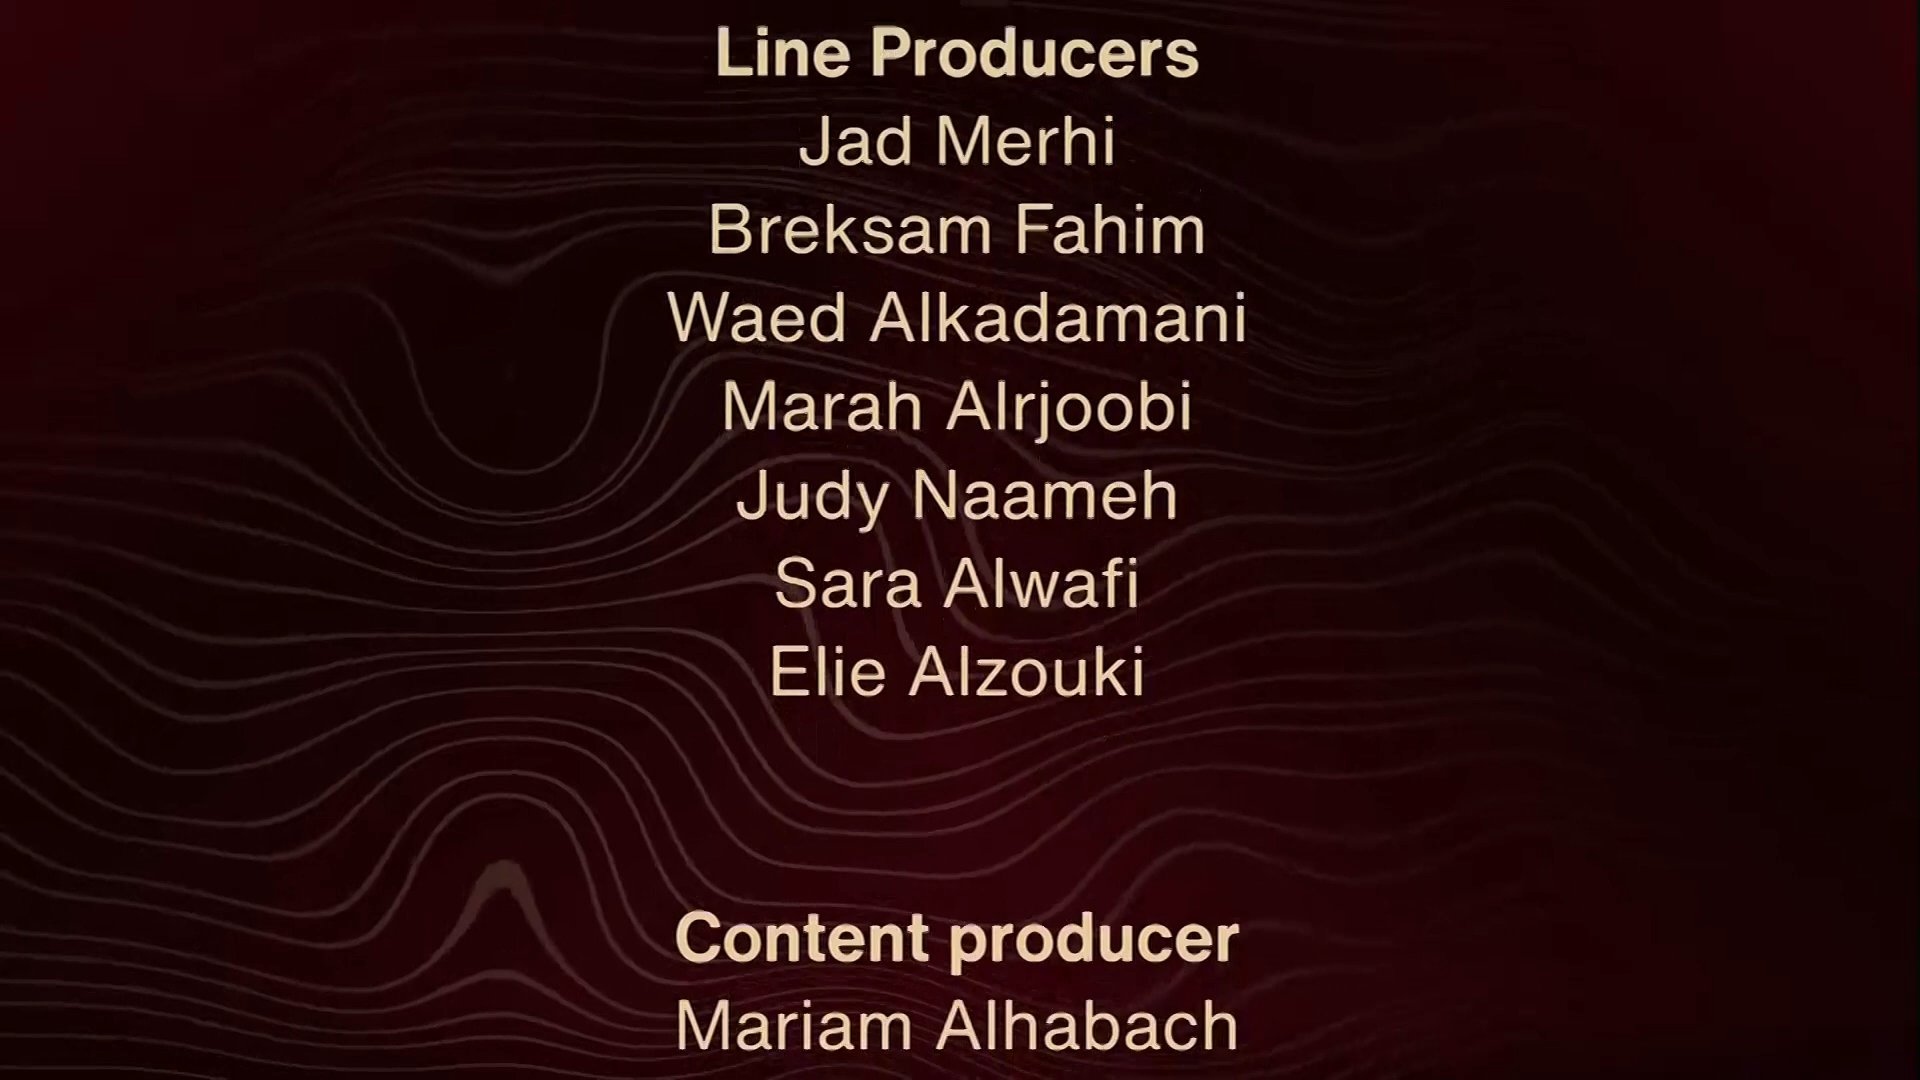 Line Producers
Jad Merhi
Breksam Fahim
Waed Alkadamani
Marah Alrjoobi
Judy Naameh
Sara Alwafi
Elie Alzouki
Content producer
Mariam Alhabach